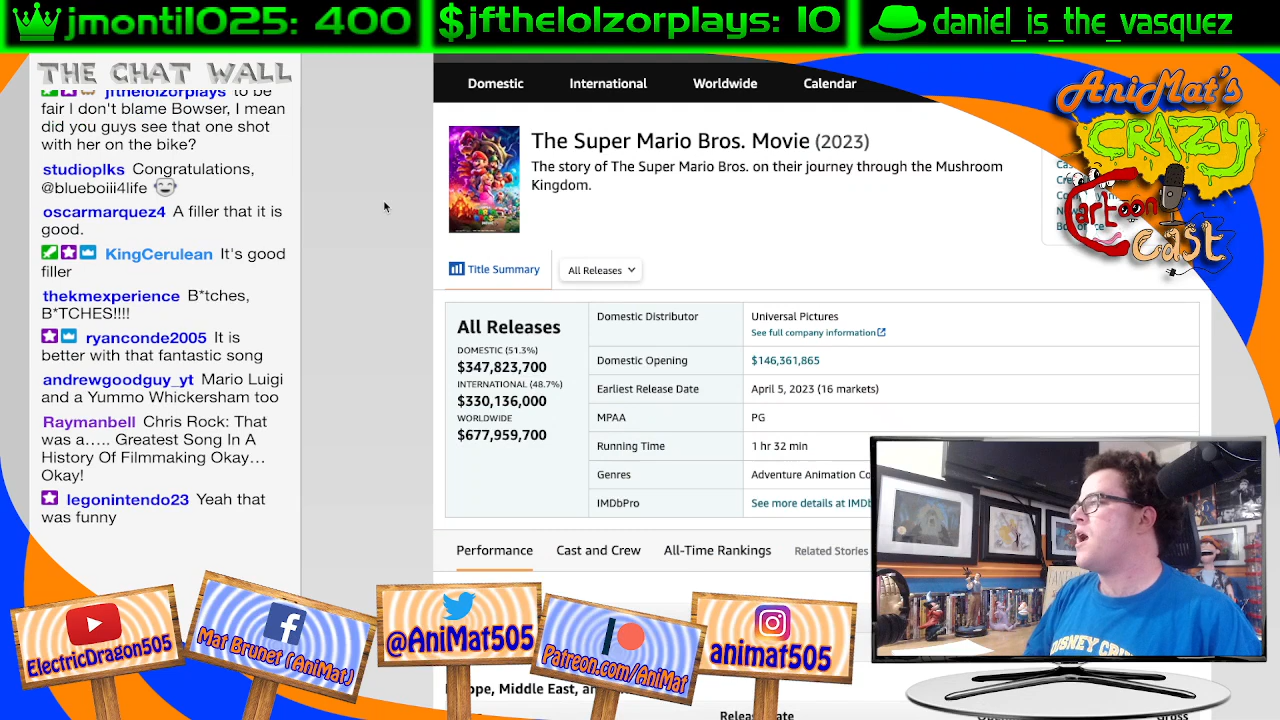 jmonti1025: 400
$jfthelolzorplays: 10
daniel_is_the_vasquez
THE CHAT WALL
jfthelolzorplays to be
fair I don't blame Bowser, I mean
did you guys see that one shot
with her on the bike?
studioplks Congratulations,
@blueboiii4life
oscarmarquez4 A filler that it is
good.
KingCerulean It's good
filler
thekmexperience B*tches,
B*TCHES!!!!
ryanconde2005 It is
better with that fantastic song
andrewgoodguy_yt Mario Luigi
and a Yummo Whickersham too
Raymanbell Chris Rock: That
was a….. Greatest Song In A
History Of Filmmaking Okay…
Okay!
legonintendo23 Yeah that
was funny
Domestic International Worldwide Calendar
The Super Mario Bros. Movie (2023)
The story of The Super Mario Bros. on their journey through the Mushroom
Kingdom.
Title Summary
All Releases
All Releases
DOMESTIC (51.3%)
$347,823,700
INTERNATIONAL (48.7%)
$330,136,000
WORLDWIDE
$677,959,700
Domestic Distributor Universal Pictures
See full company information
Domestic Opening $146,361,865
Earliest Release Date April 5, 2023 (16 markets)
MPAA PG
Running Time 1 hr 32 min
Genres Adventure Animation Co
IMDbPro See more details at IMDb
Performance Cast and Crew All-Time Rankings Related Stories
Middle East,
AniMat's
CRAZY
Cartoon
Cast
ElectricDragon505
Mat Brunet (AniMat)
@AniMat505
Patreon.com/AniMat
animat505
DISNEY